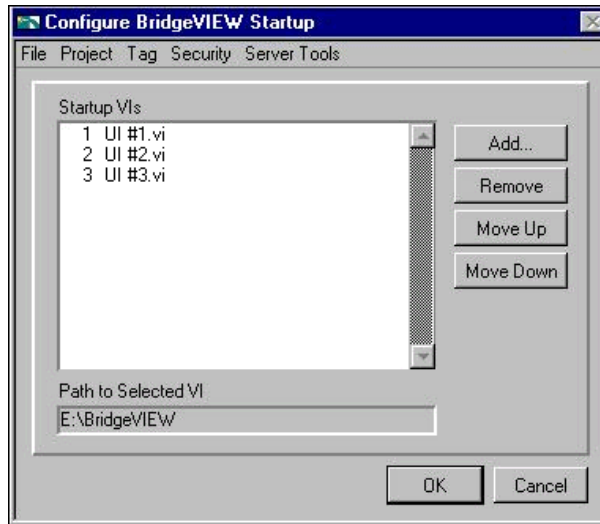 Configure BridgeVIEW Startup
File Project Tag Security Server Tools
Startup VIs
1 UI #1.vi
2 UI #2.vi
3 UI #3.vi
Add...
Remove
Move Up
Move Down
Path to Selected VI
E:\BridgeVIEW
OK Cancel